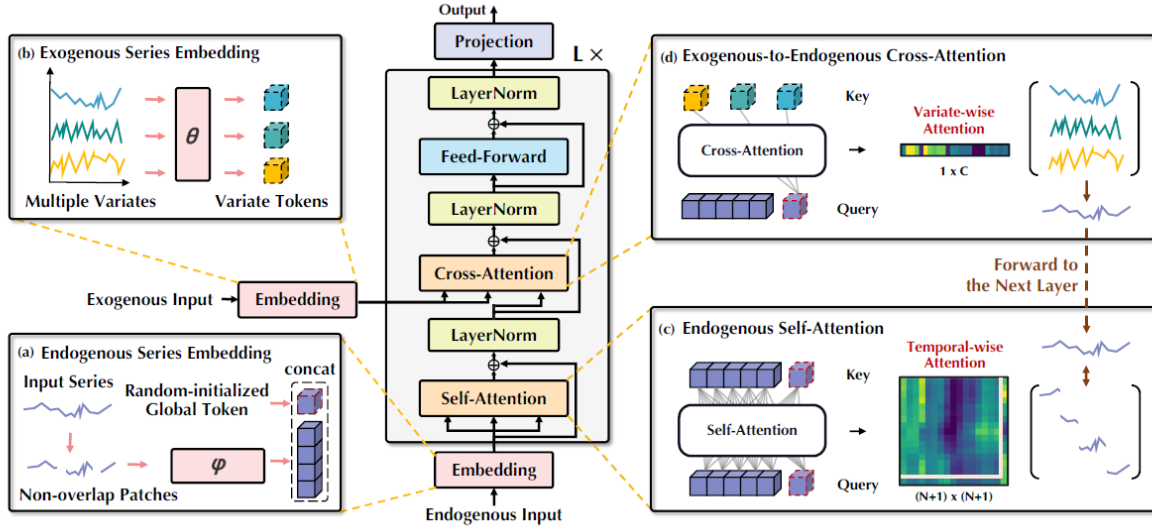 Output
Projection
L ×
LayerNorm
Feed-Forward
LayerNorm
Cross-Attention
LayerNorm
Self-Attention
Embedding
Endogenous Input
Exogenous Input
Embedding
(b) Exogenous Series Embedding
θ
Multiple Variates
Variate Tokens
(a) Endogenous Series Embedding
Input Series
Random-initialized
Global Token
concat
φ
Non-overlap Patches
(d) Exogenous-to-Endogenous Cross-Attention
Key
Cross-Attention
Variate-wise
Attention
1 x C
Query
Forward to
the Next Layer
(c) Endogenous Self-Attention
Key
Self-Attention
Temporal-wise
Attention
Query
(N+1) x (N+1)